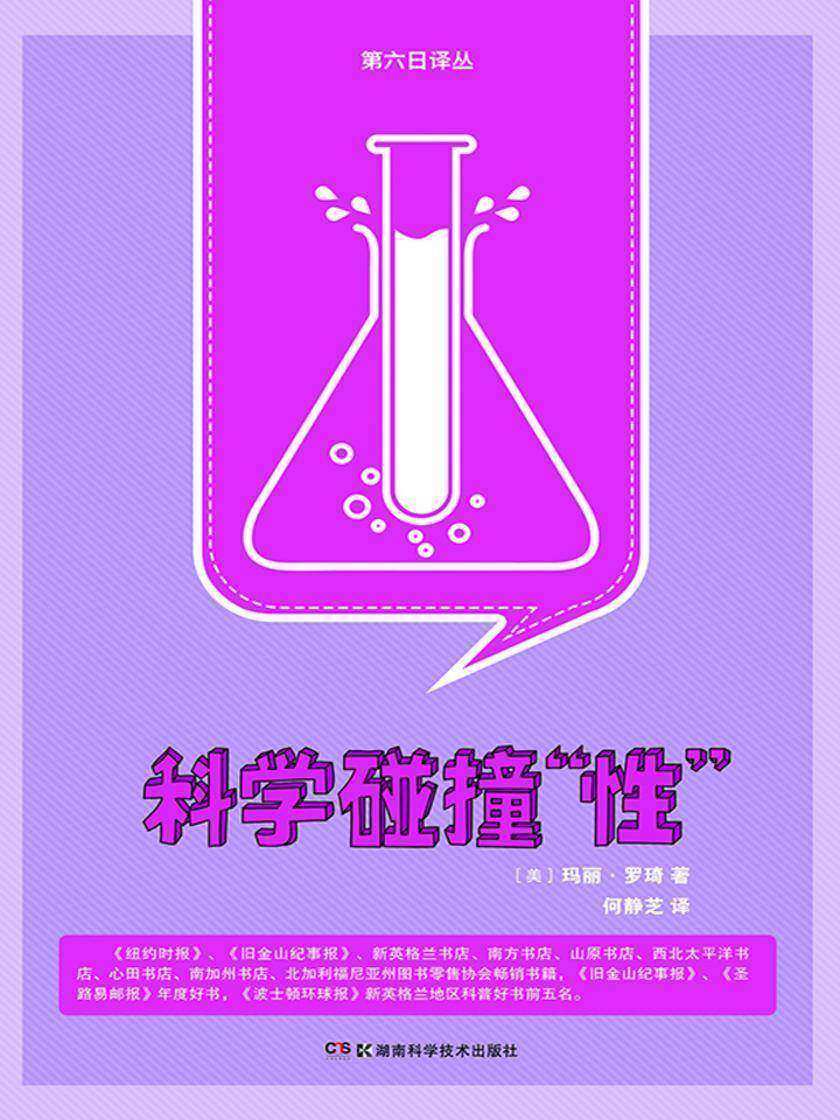 第六日译丛
科学碰撞“性”
［美］玛丽·罗琦 著
何静芝 译
《纽约时报》、《旧金山纪事报》、新英格兰书店、南方书店、山原书店、西北太平洋书
店、心田书店、南加州书店、北加利福尼亚州图书零售协会畅销书籍，《旧金山纪事报》、《圣
路易邮报》年度好书，《波士顿环球报》新英格兰地区科普好书前五名。
CTS K 湖南科学技术出版社